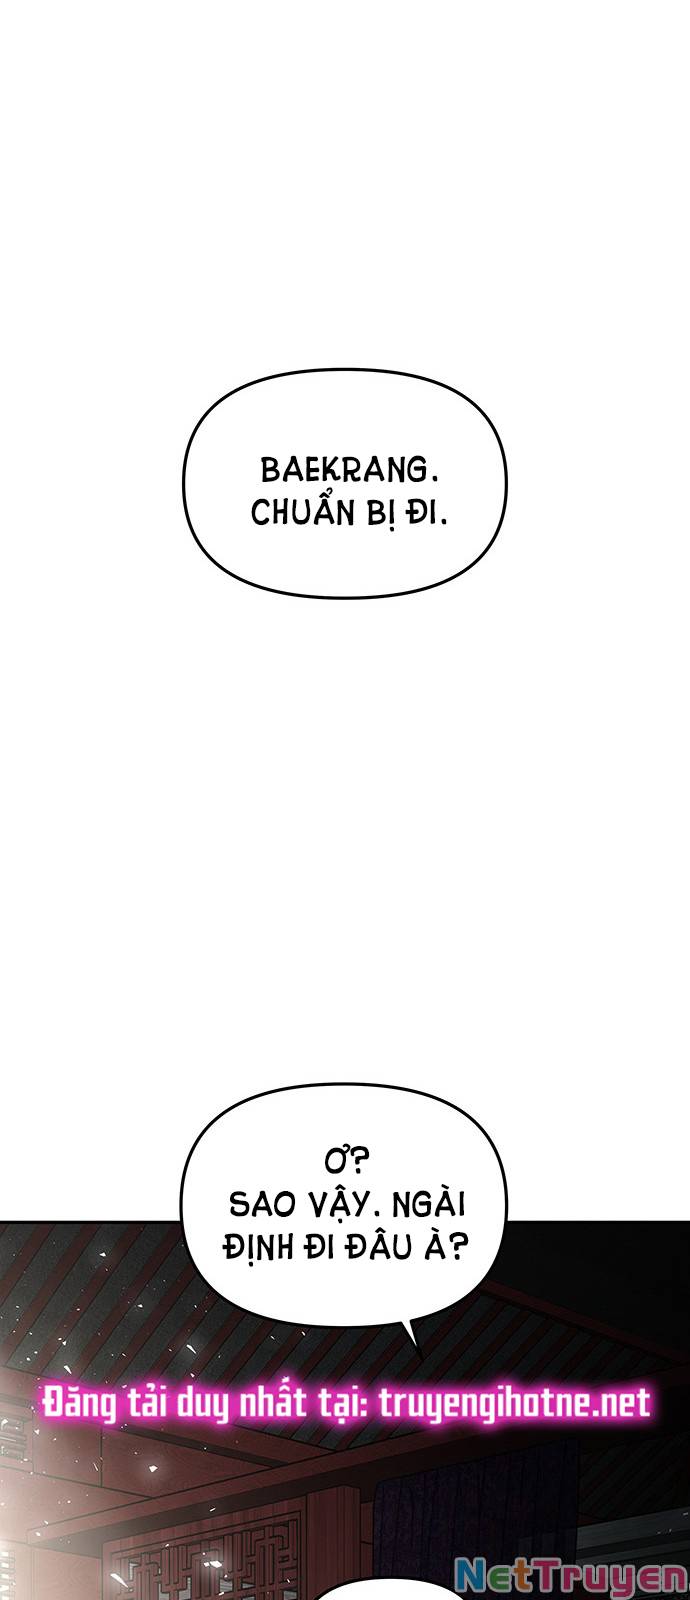 BAEKRANG.
CHUẨN BỊ ĐI.
Ơ?
SAO VẬY. NGÀI
ĐỊNH ĐI ĐÂU À?
Đăng tải duy nhất tại: truyengihotne.net
NetTruyen